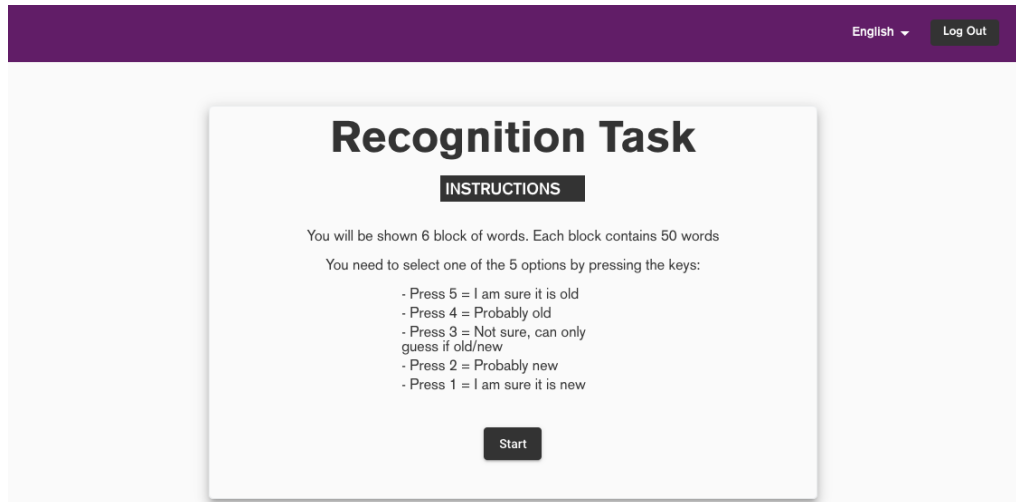 English
Log Out
Recognition Task
INSTRUCTIONS
You will be shown 6 block of words. Each block contains 50 words
You need to select one of the 5 options by pressing the keys:
- Press 5 = I am sure it is old
- Press 4 = Probably old
- Press 3 = Not sure, can only
guess if old/new
- Press 2 = Probably new
- Press 1 = I am sure it is new
Start